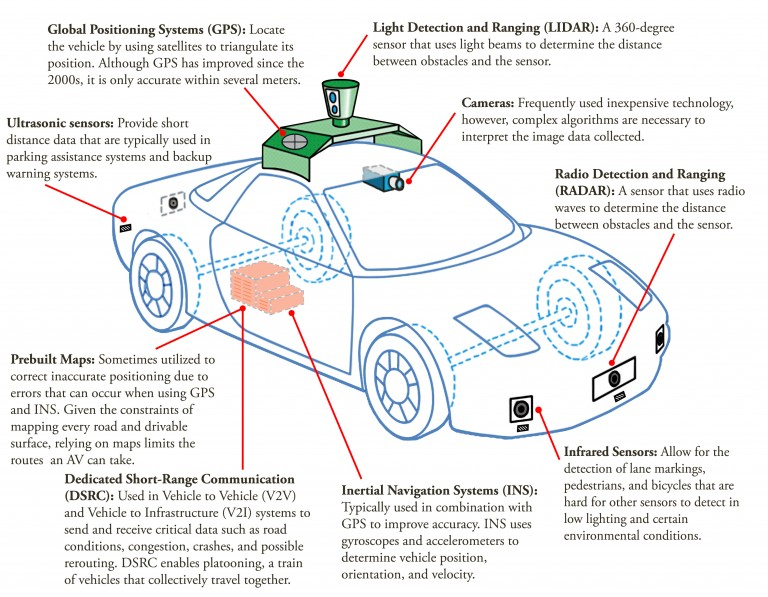 Global Positioning Systems (GPS): Locate
the vehicle by using satellites to triangulate its
position. Although GPS has improved since the
2000s, it is only accurate within several meters.
Light Detection and Ranging (LIDAR): A 360-degree
sensor that uses light beams to determine the distance
between obstacles and the sensor.
Cameras: Frequently used inexpensive technology,
however, complex algorithms are necessary to
interpret the image data collected.
Ultrasonic sensors: Provide short
distance data that are typically used in
parking assistance systems and backup
warning systems.
Radio Detection and Ranging
(RADAR): A sensor that uses radio
waves to determine the distance
between obstacles and the sensor.
Prebuilt Maps: Sometimes utilized to
correct inaccurate positioning due to
errors that can occur when using GPS
and INS. Given the constraints of
mapping every road and drivable
surface, relying on maps limits the
routes an AV can take.
Dedicated Short-Range Communication
(DSRC): Used in Vehicle to Vehicle (V2V)
and Vehicle to Infrastructure (V2I) systems to
send and receive critical data such as road
conditions, congestion, crashes, and possible
rerouting. DSRC enables platooning, a train
of vehicles that collectively travel together.
Inertial Navigation Systems (INS):
Typically used in combination with
GPS to improve accuracy. INS uses
gyroscopes and accelerometers to
determine vehicle position,
orientation, and velocity.
Infrared Sensors: Allow for the
detection of lane markings,
pedestrians, and bicycles that are
hard for other sensors to detect in
low lighting and certain
environmental conditions.